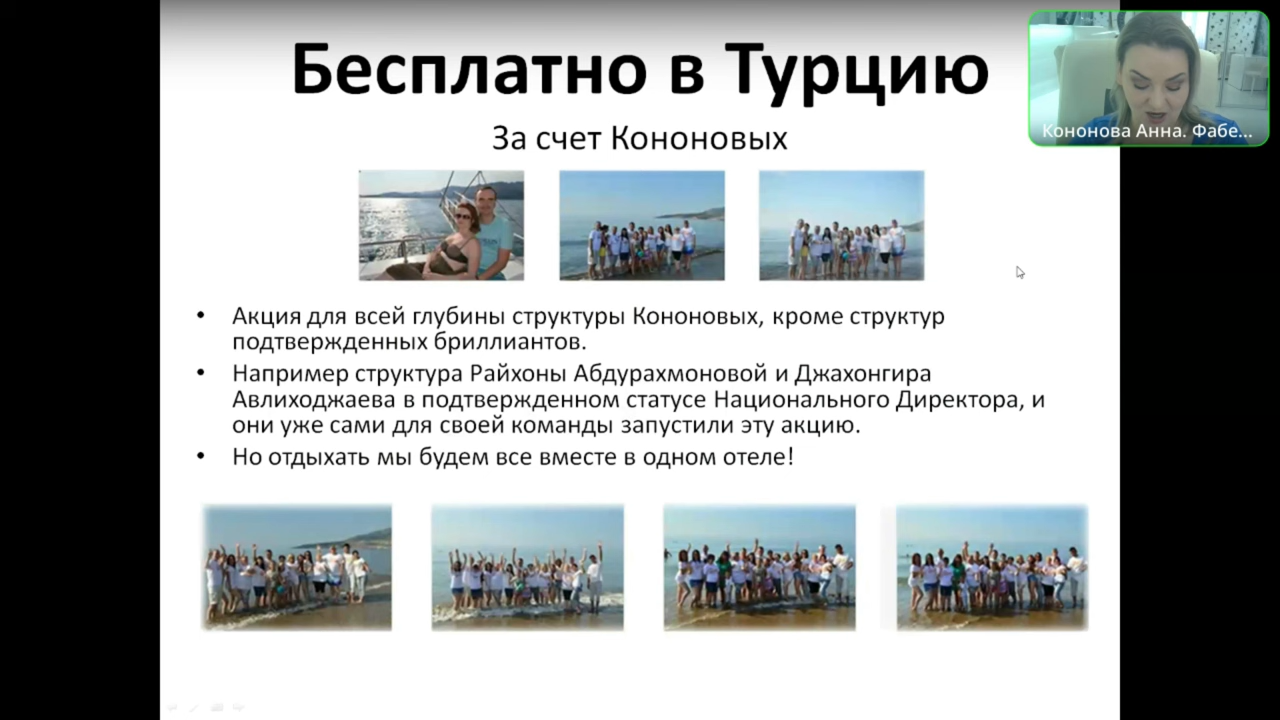 Бесплатно в Турцию
За счет Кононовых
Кононова Анна. Фабе...
• Акция для всей глубины структуры Кононовых, кроме структур
подтвержденных бриллиантов.
• Например структура Райхоны Абдурахмоновой и Джахонгира
Авлиходжаева в подтвержденном статусе Национального Директора, и
они уже сами для своей команды запустили эту акцию.
• Но отдыхать мы будем все вместе в одном отеле!